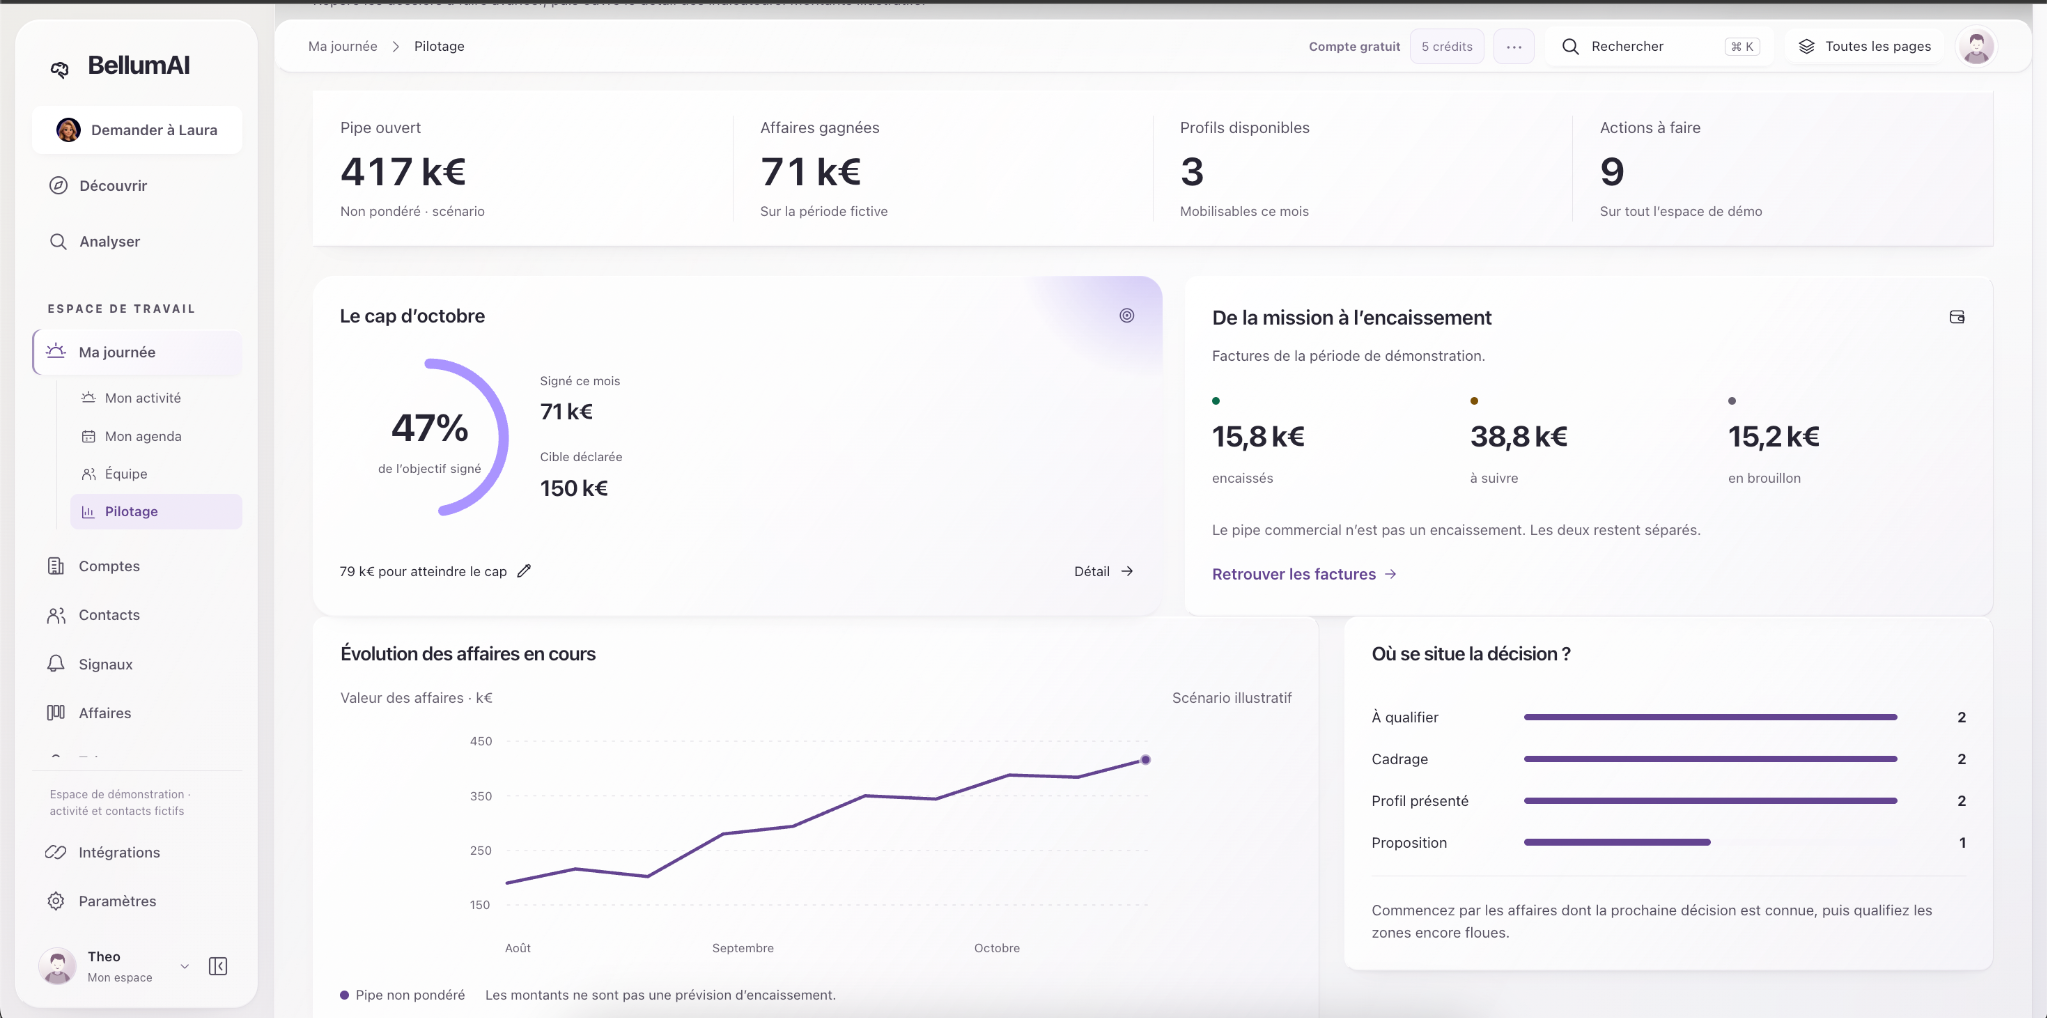 BellumAI
Demander à Laura
Découvrir
Analyser
ESPACE DE TRAVAIL
Ma journée
Mon activité
Mon agenda
Équipe
Pilotage
Comptes
Contacts
Signaux
Affaires
Espace de démonstration ·
activité et contacts fictifs
Intégrations
Paramètres
Theo
Mon espace
Ma journée > Pilotage
Compte gratuit
5 crédits
···
Rechercher
⌘ K
Toutes les pages
Pipe ouvert
417 k€
Non pondéré · scénario
Affaires gagnées
71 k€
Sur la période fictive
Profils disponibles
3
Mobilisables ce mois
Actions à faire
9
Sur tout l’espace de démo
Le cap d’octobre
47%
de l’objectif signé
Signé ce mois
71 k€
Cible déclarée
150 k€
79 k€ pour atteindre le cap
Détail →
De la mission à l’encaissement
Factures de la période de démonstration.
15,8 k€
encaissés
38,8 k€
à suivre
15,2 k€
en brouillon
Le pipe commercial n’est pas un encaissement. Les deux restent séparés.
Retrouver les factures →
Évolution des affaires en cours
Valeur des affaires · k€
Scénario illustratif
450
350
250
150
Août
Septembre
Octobre
Pipe non pondéré
Les montants ne sont pas une prévision d’encaissement.
Où se situe la décision ?
À qualifier 2
Cadrage 2
Profil présenté 2
Proposition 1
Commencez par les affaires dont la prochaine décision est connue, puis qualifiez les
zones encore floues.